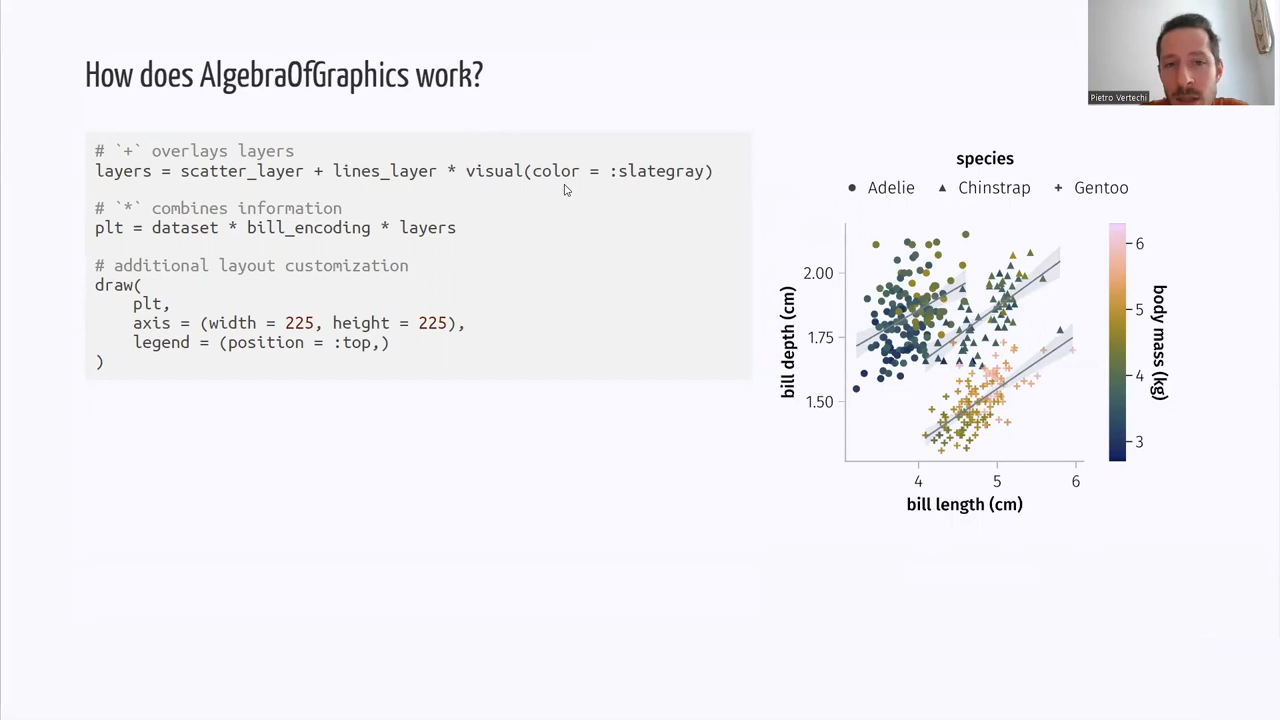 How does AlgebraOfGraphics work?
Pietro Vertechi
# `+` overlays layers
layers = scatter_layer + lines_layer * visual(color = :slategray)
# `*` combines information
plt = dataset * bill_encoding * layers
# additional layout customization
draw(
    plt,
    axis = (width = 225, height = 225),
    legend = (position = :top,)
)
species
Adelie Chinstrap Gentoo
2.00
1.75
1.50
bill depth (cm)
4 5 6
bill length (cm)
6
5
4
3
body mass (kg)